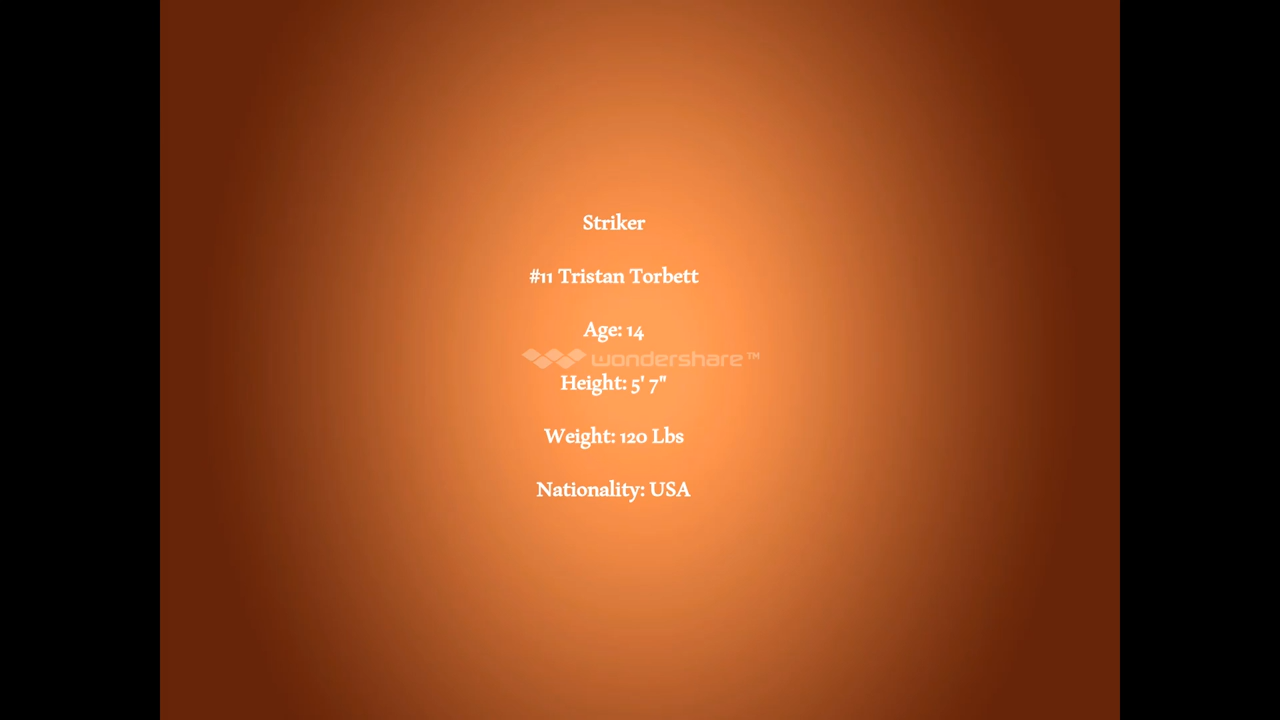 Striker
#11 Tristan Torbett
Age: 14
wondershare™
Height: 5' 7"
Weight: 120 Lbs
Nationality: USA